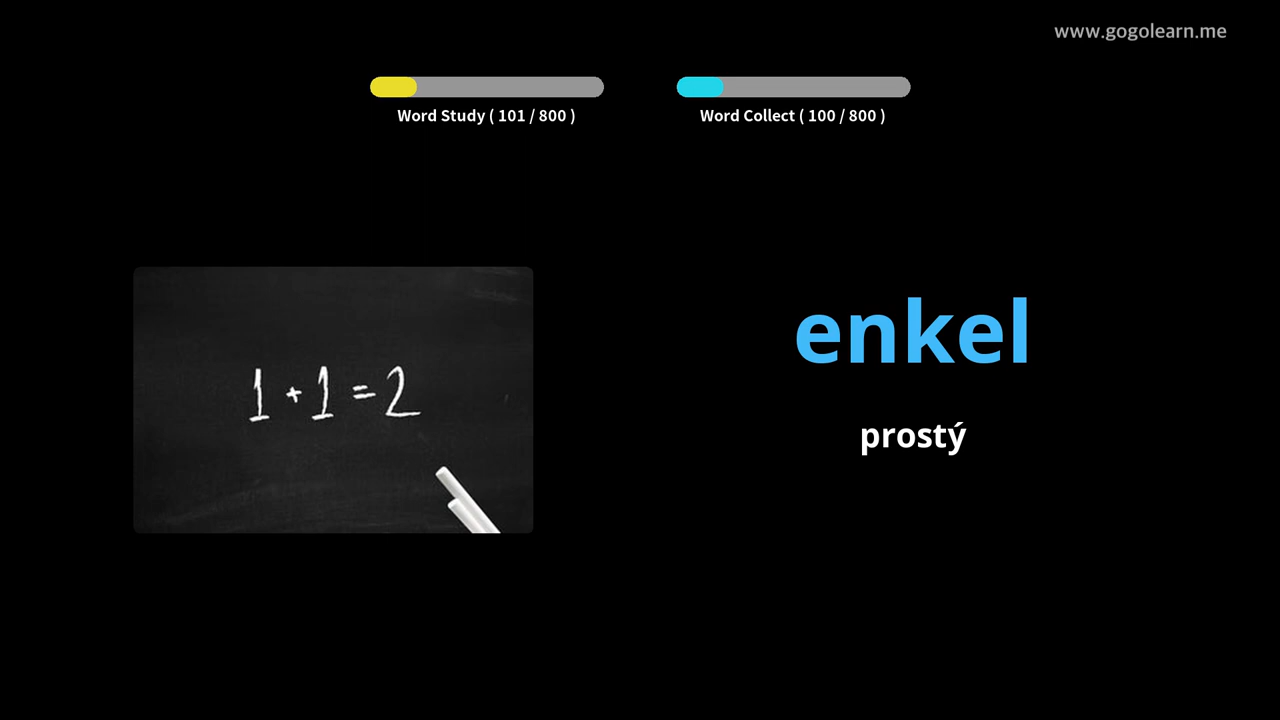 www.gogolearn.me
Word Study ( 101 / 800 )
Word Collect ( 100 / 800 )
1 + 1 = 2
enkel
prostý